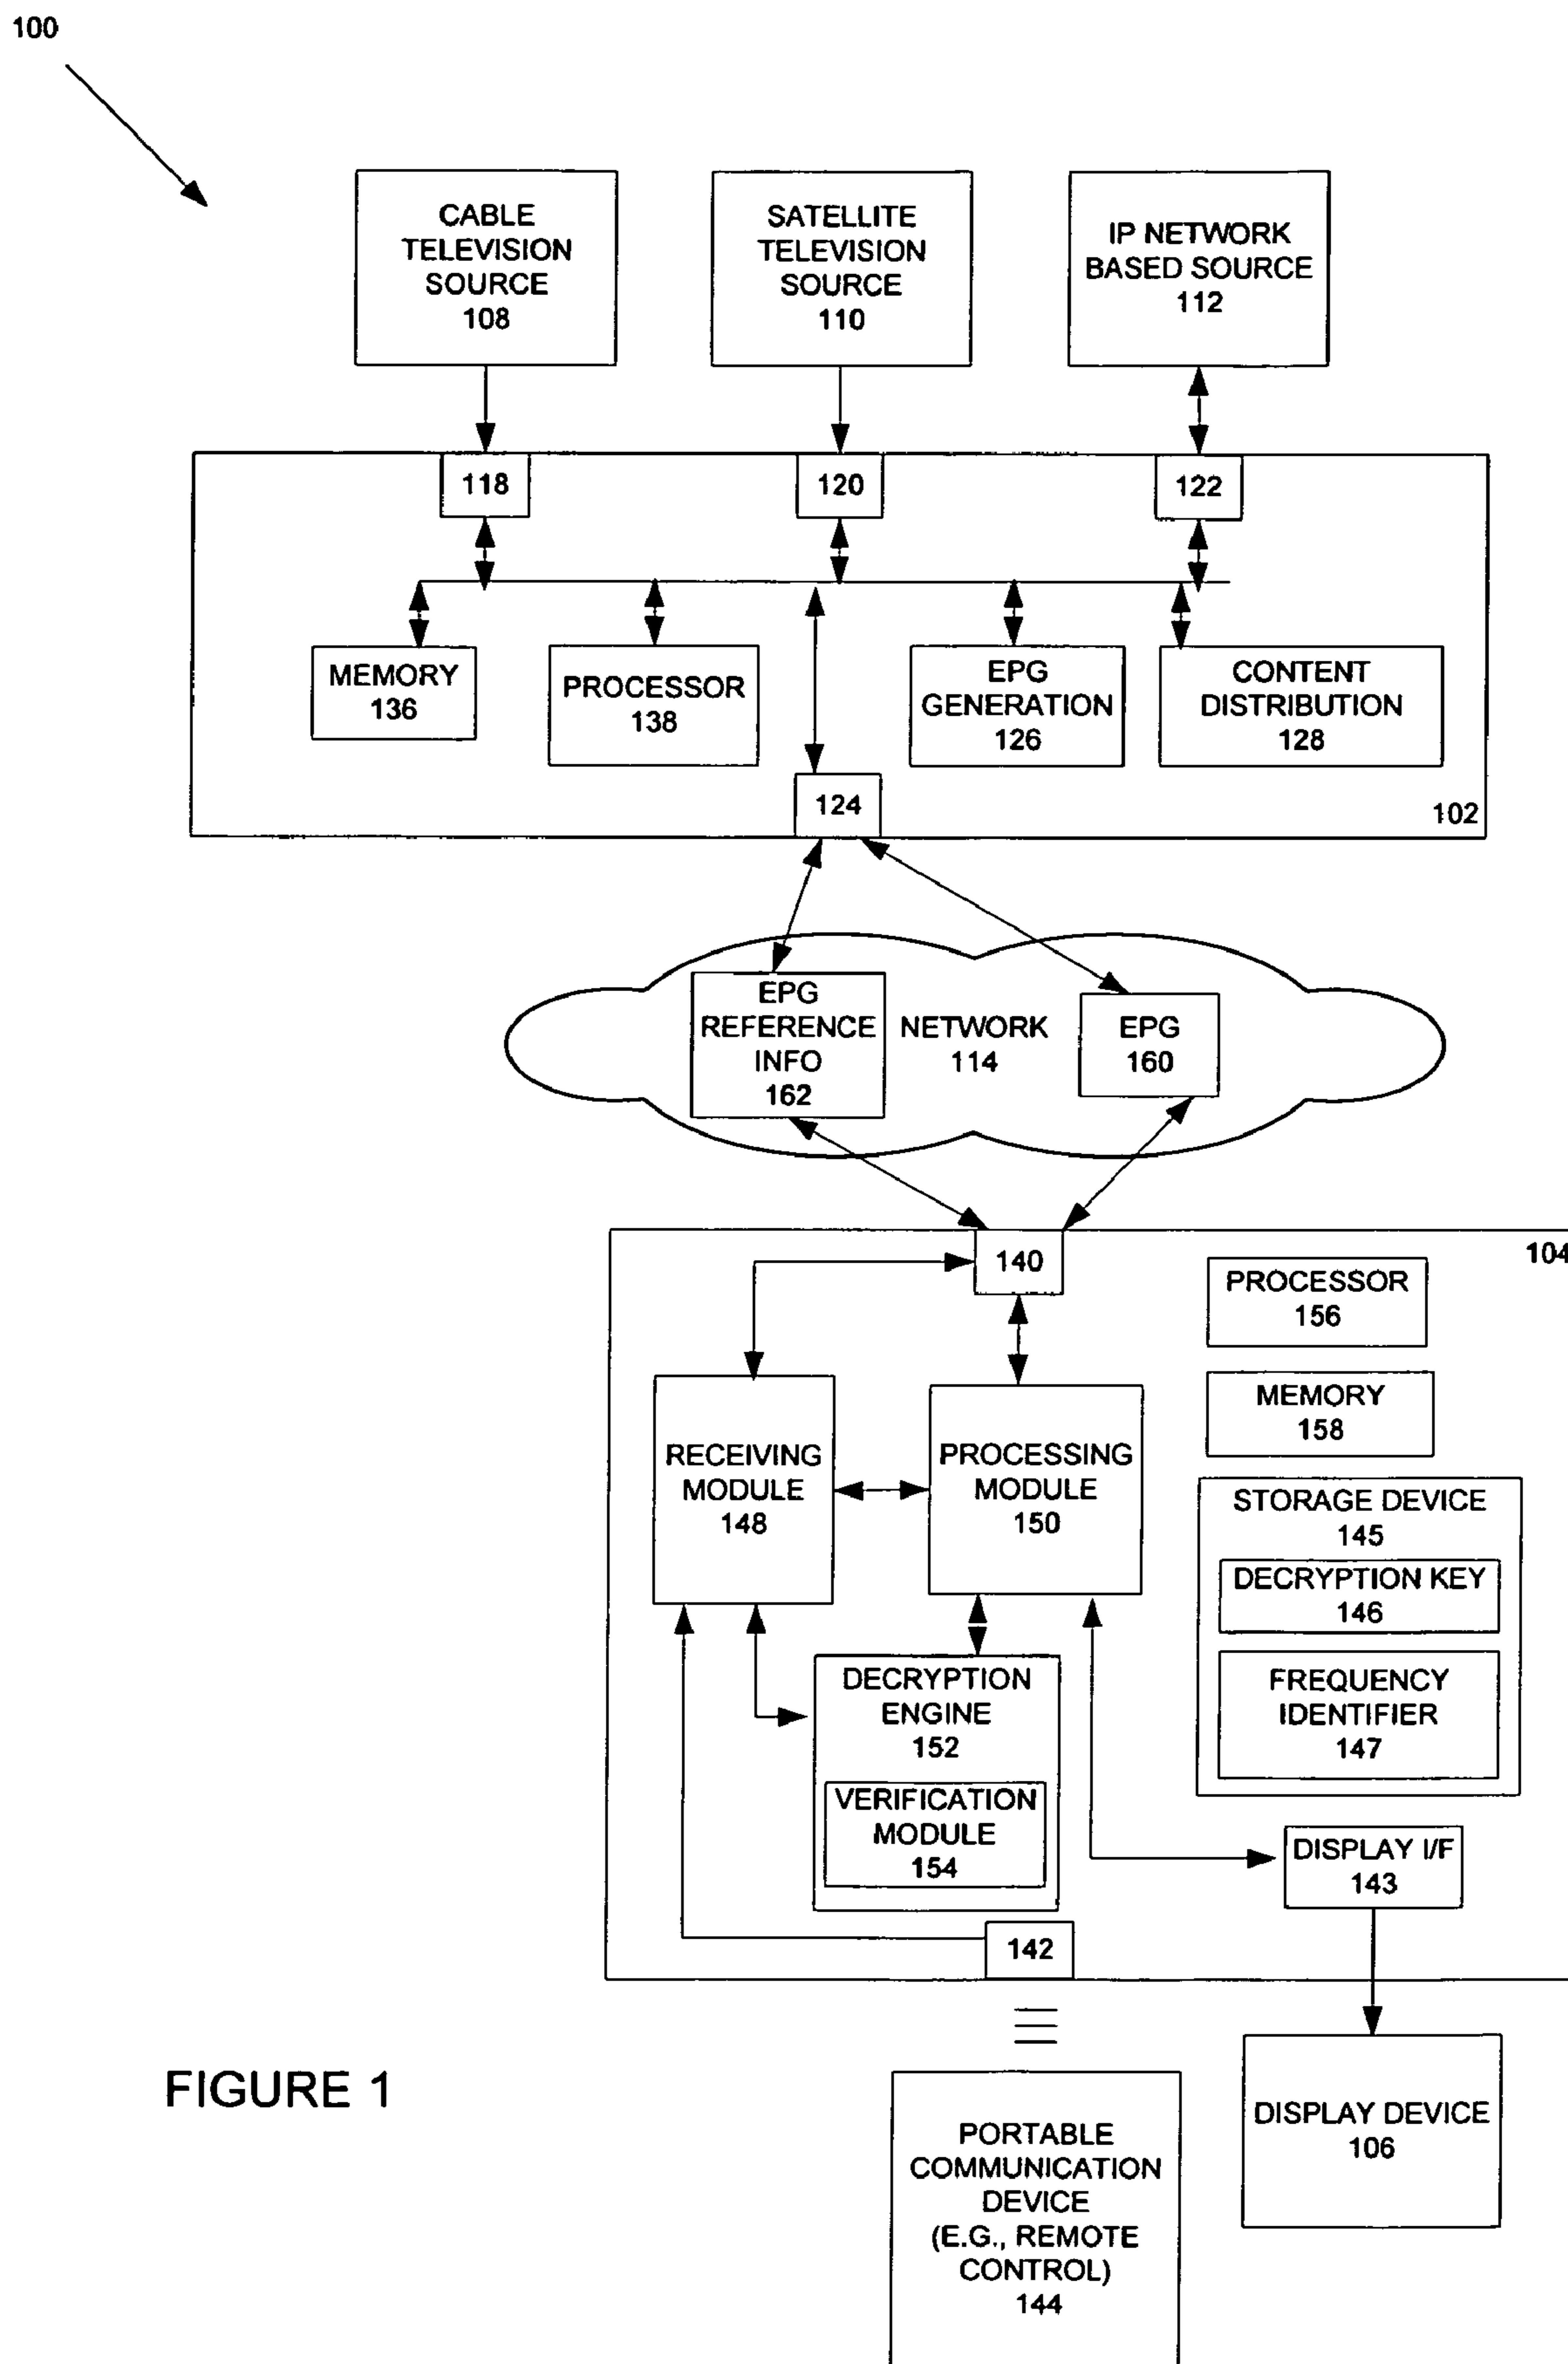 100
CABLE
TELEVISION
SOURCE
108
SATELLITE
TELEVISION
SOURCE
110
IP NETWORK
BASED SOURCE
112
118
120
122
MEMORY
136
PROCESSOR
138
EPG
GENERATION
126
CONTENT
DISTRIBUTION
128
124
102
EPG
REFERENCE
INFO
162
NETWORK
114
EPG
160
104
140
PROCESSOR
156
MEMORY
158
RECEIVING
MODULE
148
PROCESSING
MODULE
150
STORAGE DEVICE
145
DECRYPTION KEY
146
FREQUENCY
IDENTIFIER
147
DECRYPTION
ENGINE
152
VERIFICATION
MODULE
154
DISPLAY I/F
143
142
FIGURE 1
PORTABLE
COMMUNICATION
DEVICE
(E.G., REMOTE
CONTROL)
144
DISPLAY DEVICE
106